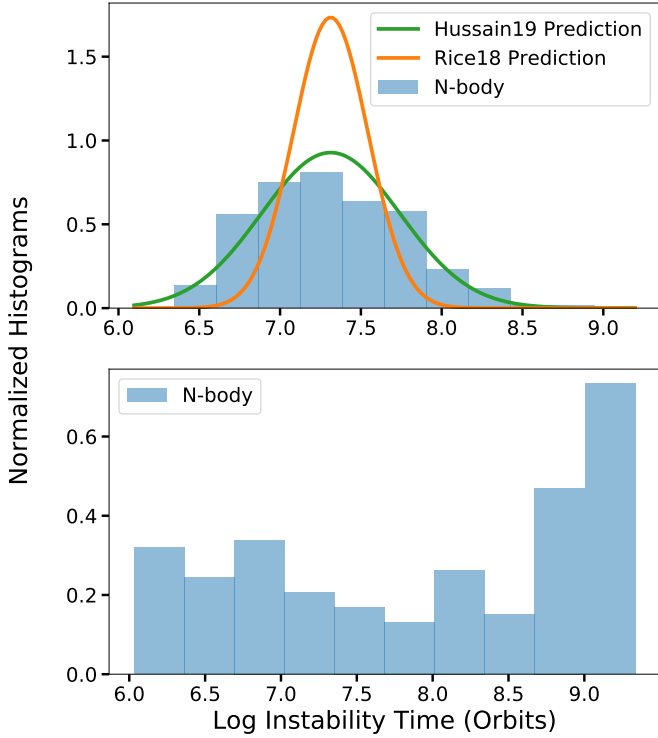 Hussain19 Prediction
Rice18 Prediction
N-body
1.5
1.0
0.5
0.0
6.0 6.5 7.0 7.5 8.0 8.5 9.0
Normalized Histograms
N-body
0.6
0.4
0.2
0.0
6.0 6.5 7.0 7.5 8.0 8.5 9.0
Log Instability Time (Orbits)